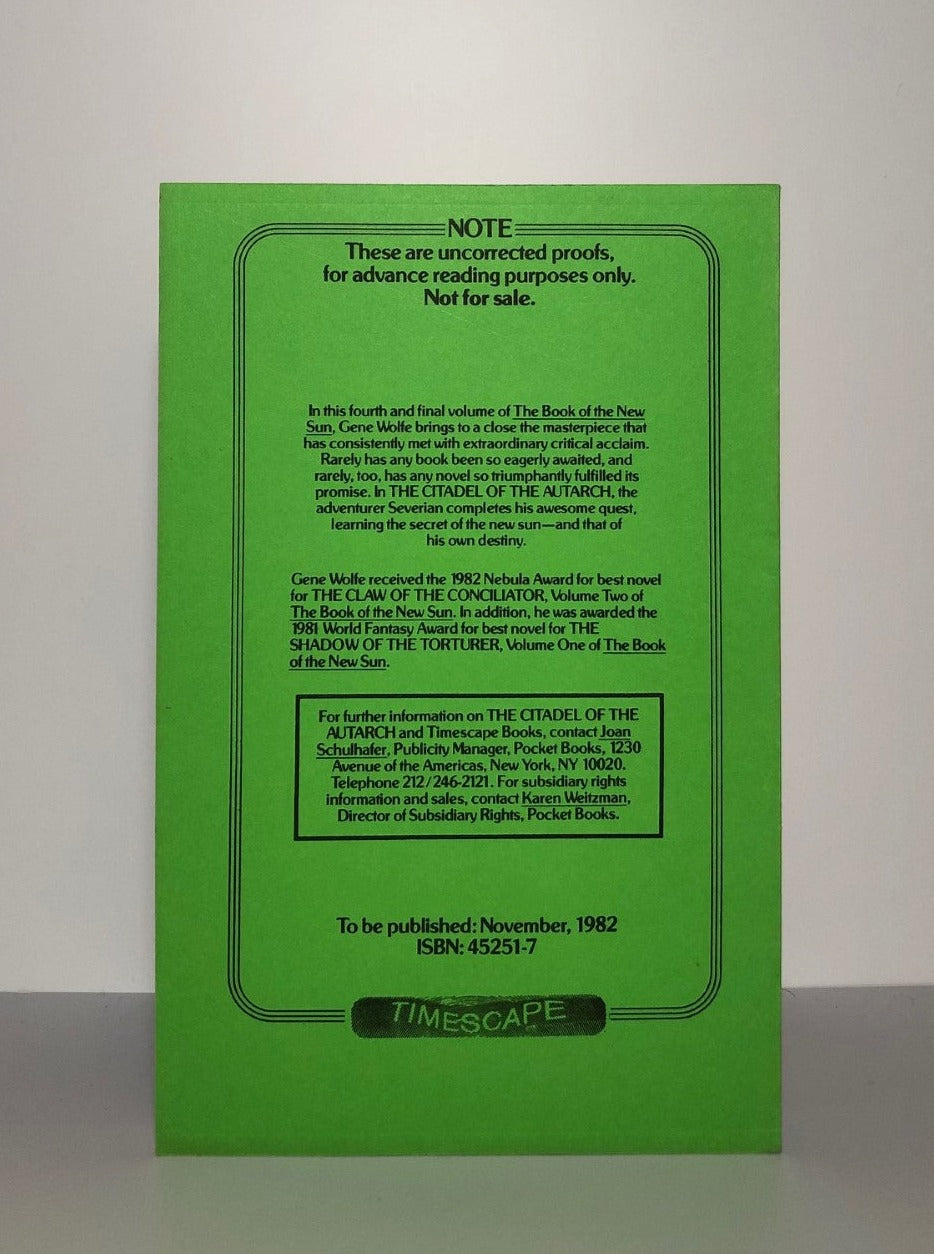 NOTE
These are uncorrected proofs,
for advance reading purposes only.
Not for sale.
In this fourth and final volume of The Book of the New
Sun, Gene Wolfe brings to a close the masterpiece that
has consistently met with extraordinary critical acclaim.
Rarely has any book been so eagerly awaited, and
rarely, too, has any novel so triumphantly fulfilled its
promise. In THE CITADEL OF THE AUTARCH, the
adventurer Severian completes his awesome quest,
learning the secret of the new sun—and that of
his own destiny.
Gene Wolfe received the 1982 Nebula Award for best novel
for THE CLAW OF THE CONCILIATOR, Volume Two of
The Book of the New Sun. In addition, he was awarded the
1981 World Fantasy Award for best novel for THE
SHADOW OF THE TORTURER, Volume One of The Book
of the New Sun.
For further information on THE CITADEL OF THE
AUTARCH and Timescape Books, contact Joan
Schulhafer, Publicity Manager, Pocket Books, 1230
Avenue of the Americas, New York, NY 10020.
Telephone 212/246-2121. For subsidiary rights
information and sales, contact Karen Weitzman,
Director of Subsidiary Rights, Pocket Books.
To be published: November, 1982
ISBN: 45251-7
TIMESCAPE